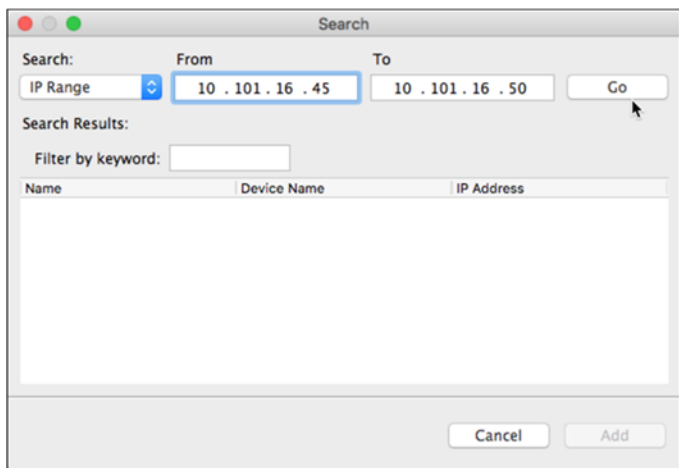 Search
Search: From To
IP Range 10 . 101 . 16 . 45 10 . 101 . 16 . 50 Go
Search Results:
Filter by keyword:
Name Device Name IP Address
Cancel Add